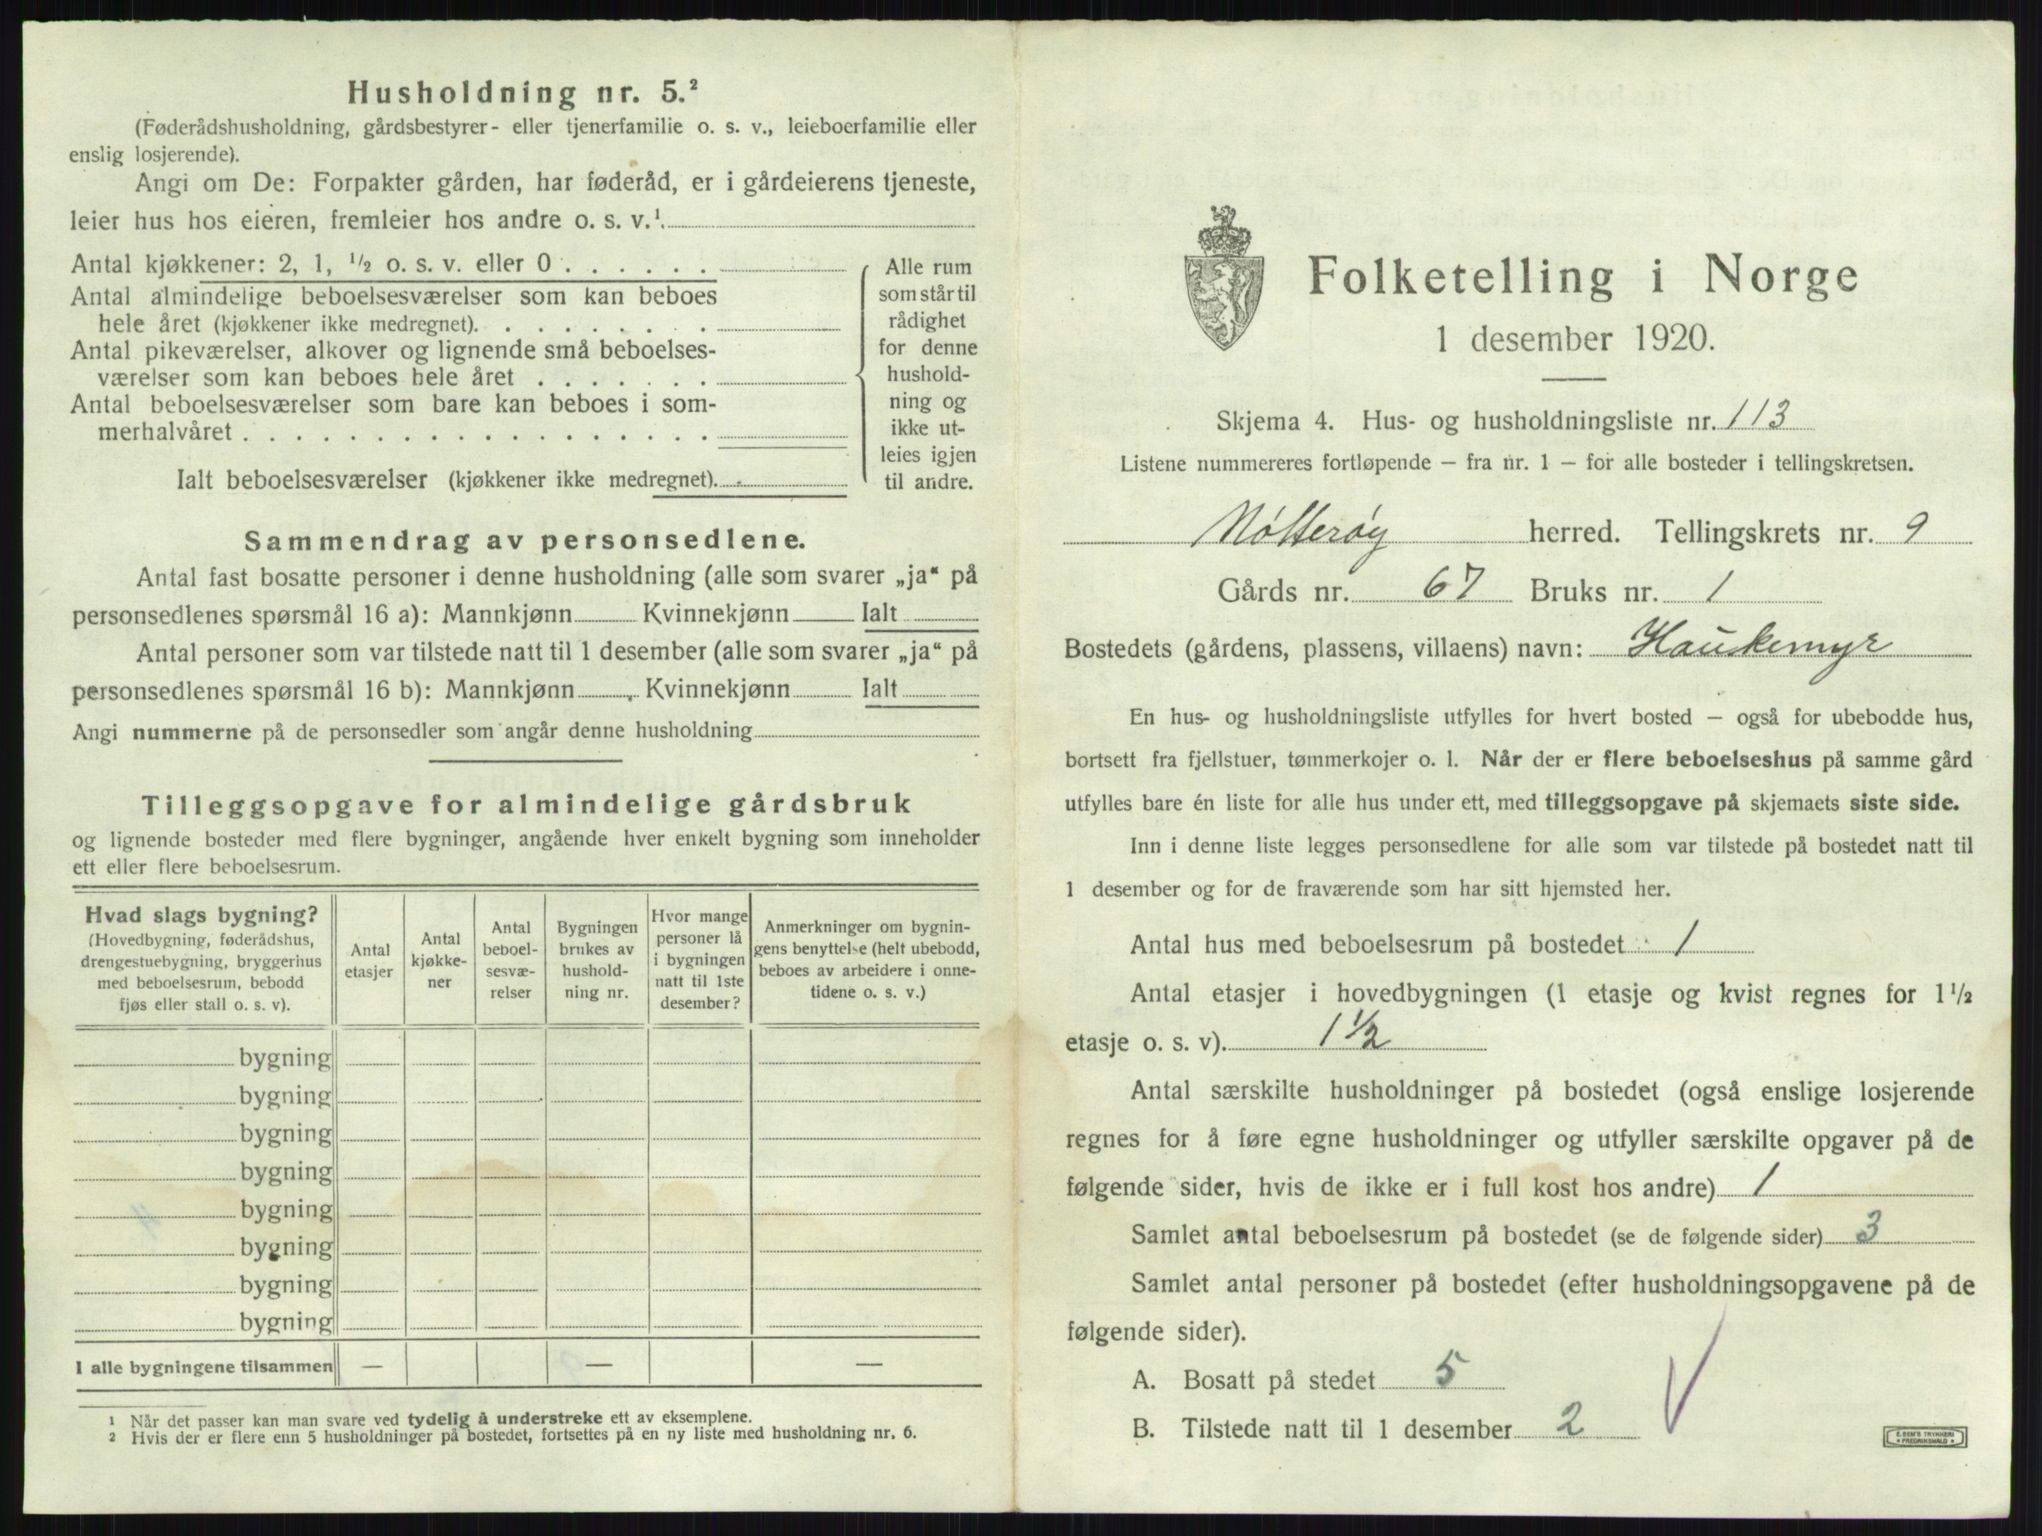 Husholdning nr. 5.²
(Føderådshusholdning, gårdsbestyrer- eller tjenerfamilie o. s. v., leieboerfamilie eller
enslig losjerende).
Angi om De: Forpakter gården, har føderåd, er i gårdeierens tjeneste,
leier hus hos eieren, fremleier hos andre o. s. v.¹
Antal kjøkkener: 2, 1, ½ o. s. v. eller 0 . . . . . .
Antal almindelige beboelsesværelser som kan beboes
hele året (kjøkkener ikke medregnet). . . . . . . .
Antal pikeværelser, alkover og lignende små beboelses-
værelser som kan beboes hele året . . . . . . .
Antal beboelsesværelser som bare kan beboes i som-
merhalvåret . . . . . . . . . . . . . . . . . .
Ialt beboelsesværelser (kjøkkener ikke medregnet).
Alle rum
som står til
rådighet
for denne
hushold-
ning og
ikke ut-
leies igjen
til andre.
Sammendrag av personsedlene.
Antal fast bosatte personer i denne husholdning (alle som svarer „ja“ på
personsedlenes spørsmål 16 a): Mannkjønn Kvinnekjønn Ialt
Antal personer som var tilstede natt til 1 desember (alle som svarer „ja“ på
personsedlenes spørsmål 16 b): Mannkjønn Kvinnekjønn Ialt
Angi nummerne på de personsedler som angår denne husholdning
Tilleggsopgave for almindelige gårdsbruk
og lignende bosteder med flere bygninger, angående hver enkelt bygning som inneholder
ett eller flere beboelsesrum.
Hvad slags bygning?
(Hovedbygning, føderådshus,
drengestuebygning, bryggerhus
med beboelsesrum, bebodd
fjøs eller stall o. s. v).
Antal
etasjer
Antal
kjøkke-
ner
Antal
beboel-
sesvæ-
relser
Bygningen
brukes av
hushold-
ning nr.
Hvor mange
personer lå
i bygningen
natt til 1ste
desember?
Anmerkninger om bygnin-
gens benyttelse (helt ubebodd,
beboes av arbeidere i onne-
tidene o. s. v.)
bygning
bygning
bygning
bygning
bygning
bygning
bygning
bygning
I alle bygningene tilsammen — — —
¹ Når det passer kan man svare ved tydelig å understreke ett av eksemplene.
² Hvis der er flere enn 5 husholdninger på bostedet, fortsettes på en ny liste med husholdning nr. 6.
Folketelling i Norge
1 desember 1920.
Skjema 4. Hus- og husholdningsliste nr. 113
Listene nummereres fortløpende — fra nr. 1 — for alle bosteder i tellingskretsen.
Nøtterøy herred. Tellingskrets nr. 9
Gårds nr. 67 Bruks nr. 1
Bostedets (gårdens, plassens, villaens) navn: Haukemyr
En hus- og husholdningsliste utfylles for hvert bosted — også for ubebodde hus,
bortsett fra fjellstuer, tømmerkojer o. l. Når der er flere beboelseshus på samme gård
utfylles bare én liste for alle hus under ett, med tilleggsopgave på skjemaets siste side.
Inn i denne liste legges personsedlene for alle som var tilstede på bostedet natt til
1 desember og for de fraværende som har sitt hjemsted her.
Antal hus med beboelsesrum på bostedet 1
Antal etasjer i hovedbygningen (1 etasje og kvist regnes for 1½
etasje o. s. v). 1½
Antal særskilte husholdninger på bostedet (også enslige losjerende
regnes for å føre egne husholdninger og utfyller særskilte opgaver på de
følgende sider, hvis de ikke er i full kost hos andre) 1
Samlet antal beboelsesrum på bostedet (se de følgende sider) 3
Samlet antal personer på bostedet (efter husholdningsopgavene på de
følgende sider).
A. Bosatt på stedet 5
B. Tilstede natt til 1 desember 2
E. SEM'S TRYKKERI
FREDRIKSHALD